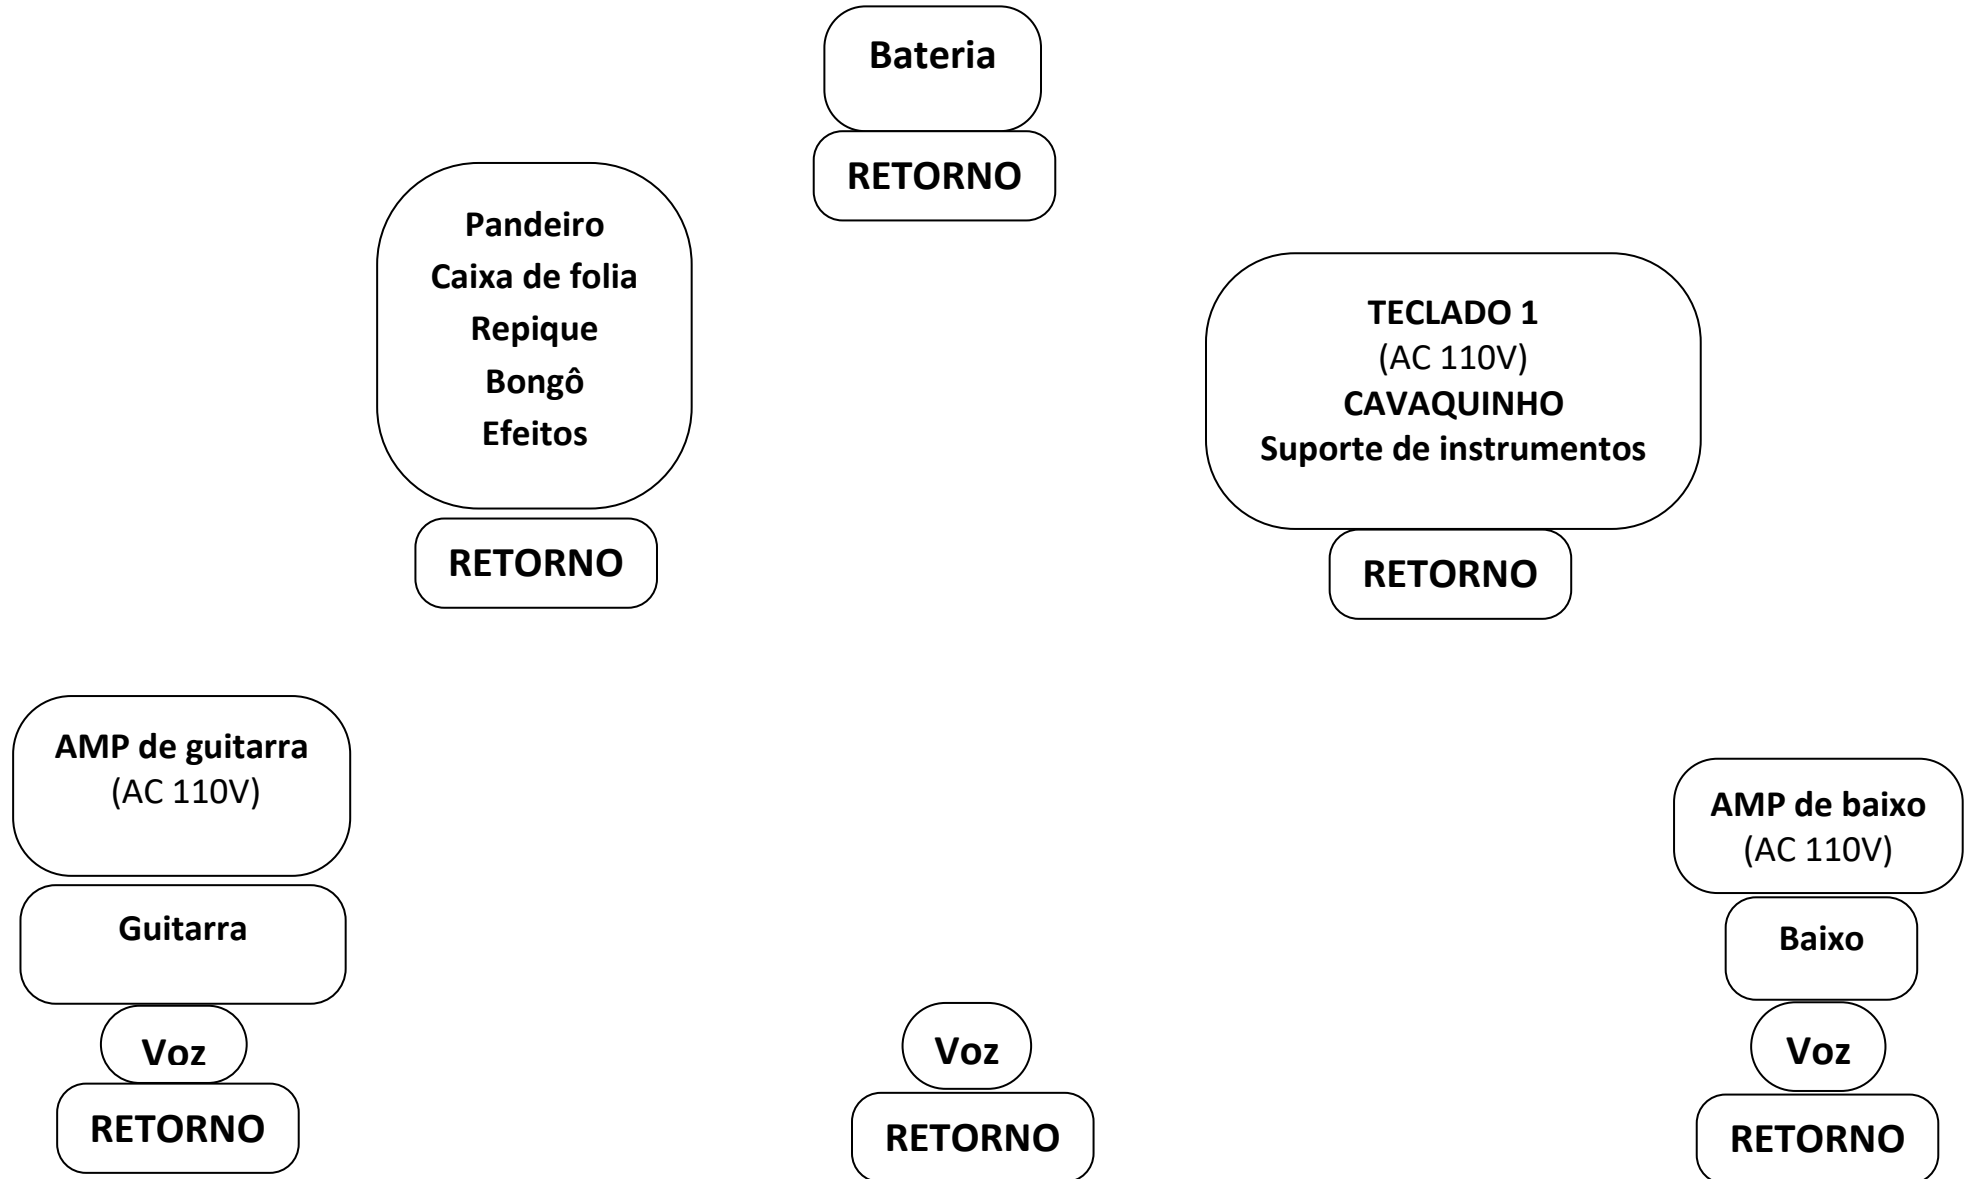 Bateria
RETORNO
Pandeiro
Caixa de folia
Repique
Bongô
Efeitos
RETORNO
TECLADO 1
(AC 110V)
CAVAQUINHO
Suporte de instrumentos
RETORNO
AMP de guitarra
(AC 110V)
Guitarra
Voz
RETORNO
Voz
RETORNO
AMP de baixo
(AC 110V)
Baixo
Voz
RETORNO